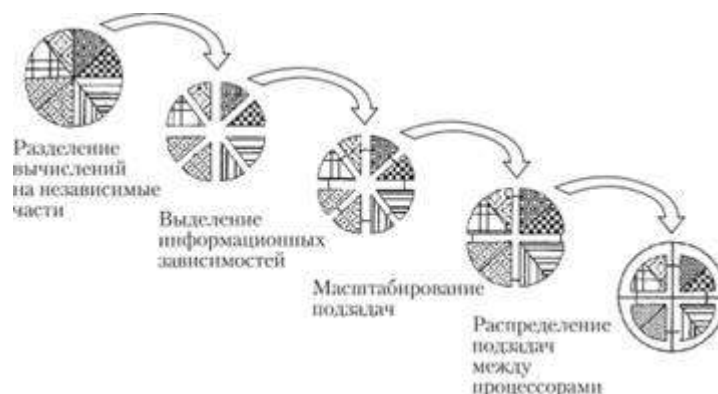 Разделение
вычислений
на независимые
части
Выделение
информационных
зависимостей
Масштабирование
подзадач
Распределение
подзадач
между
процессорами